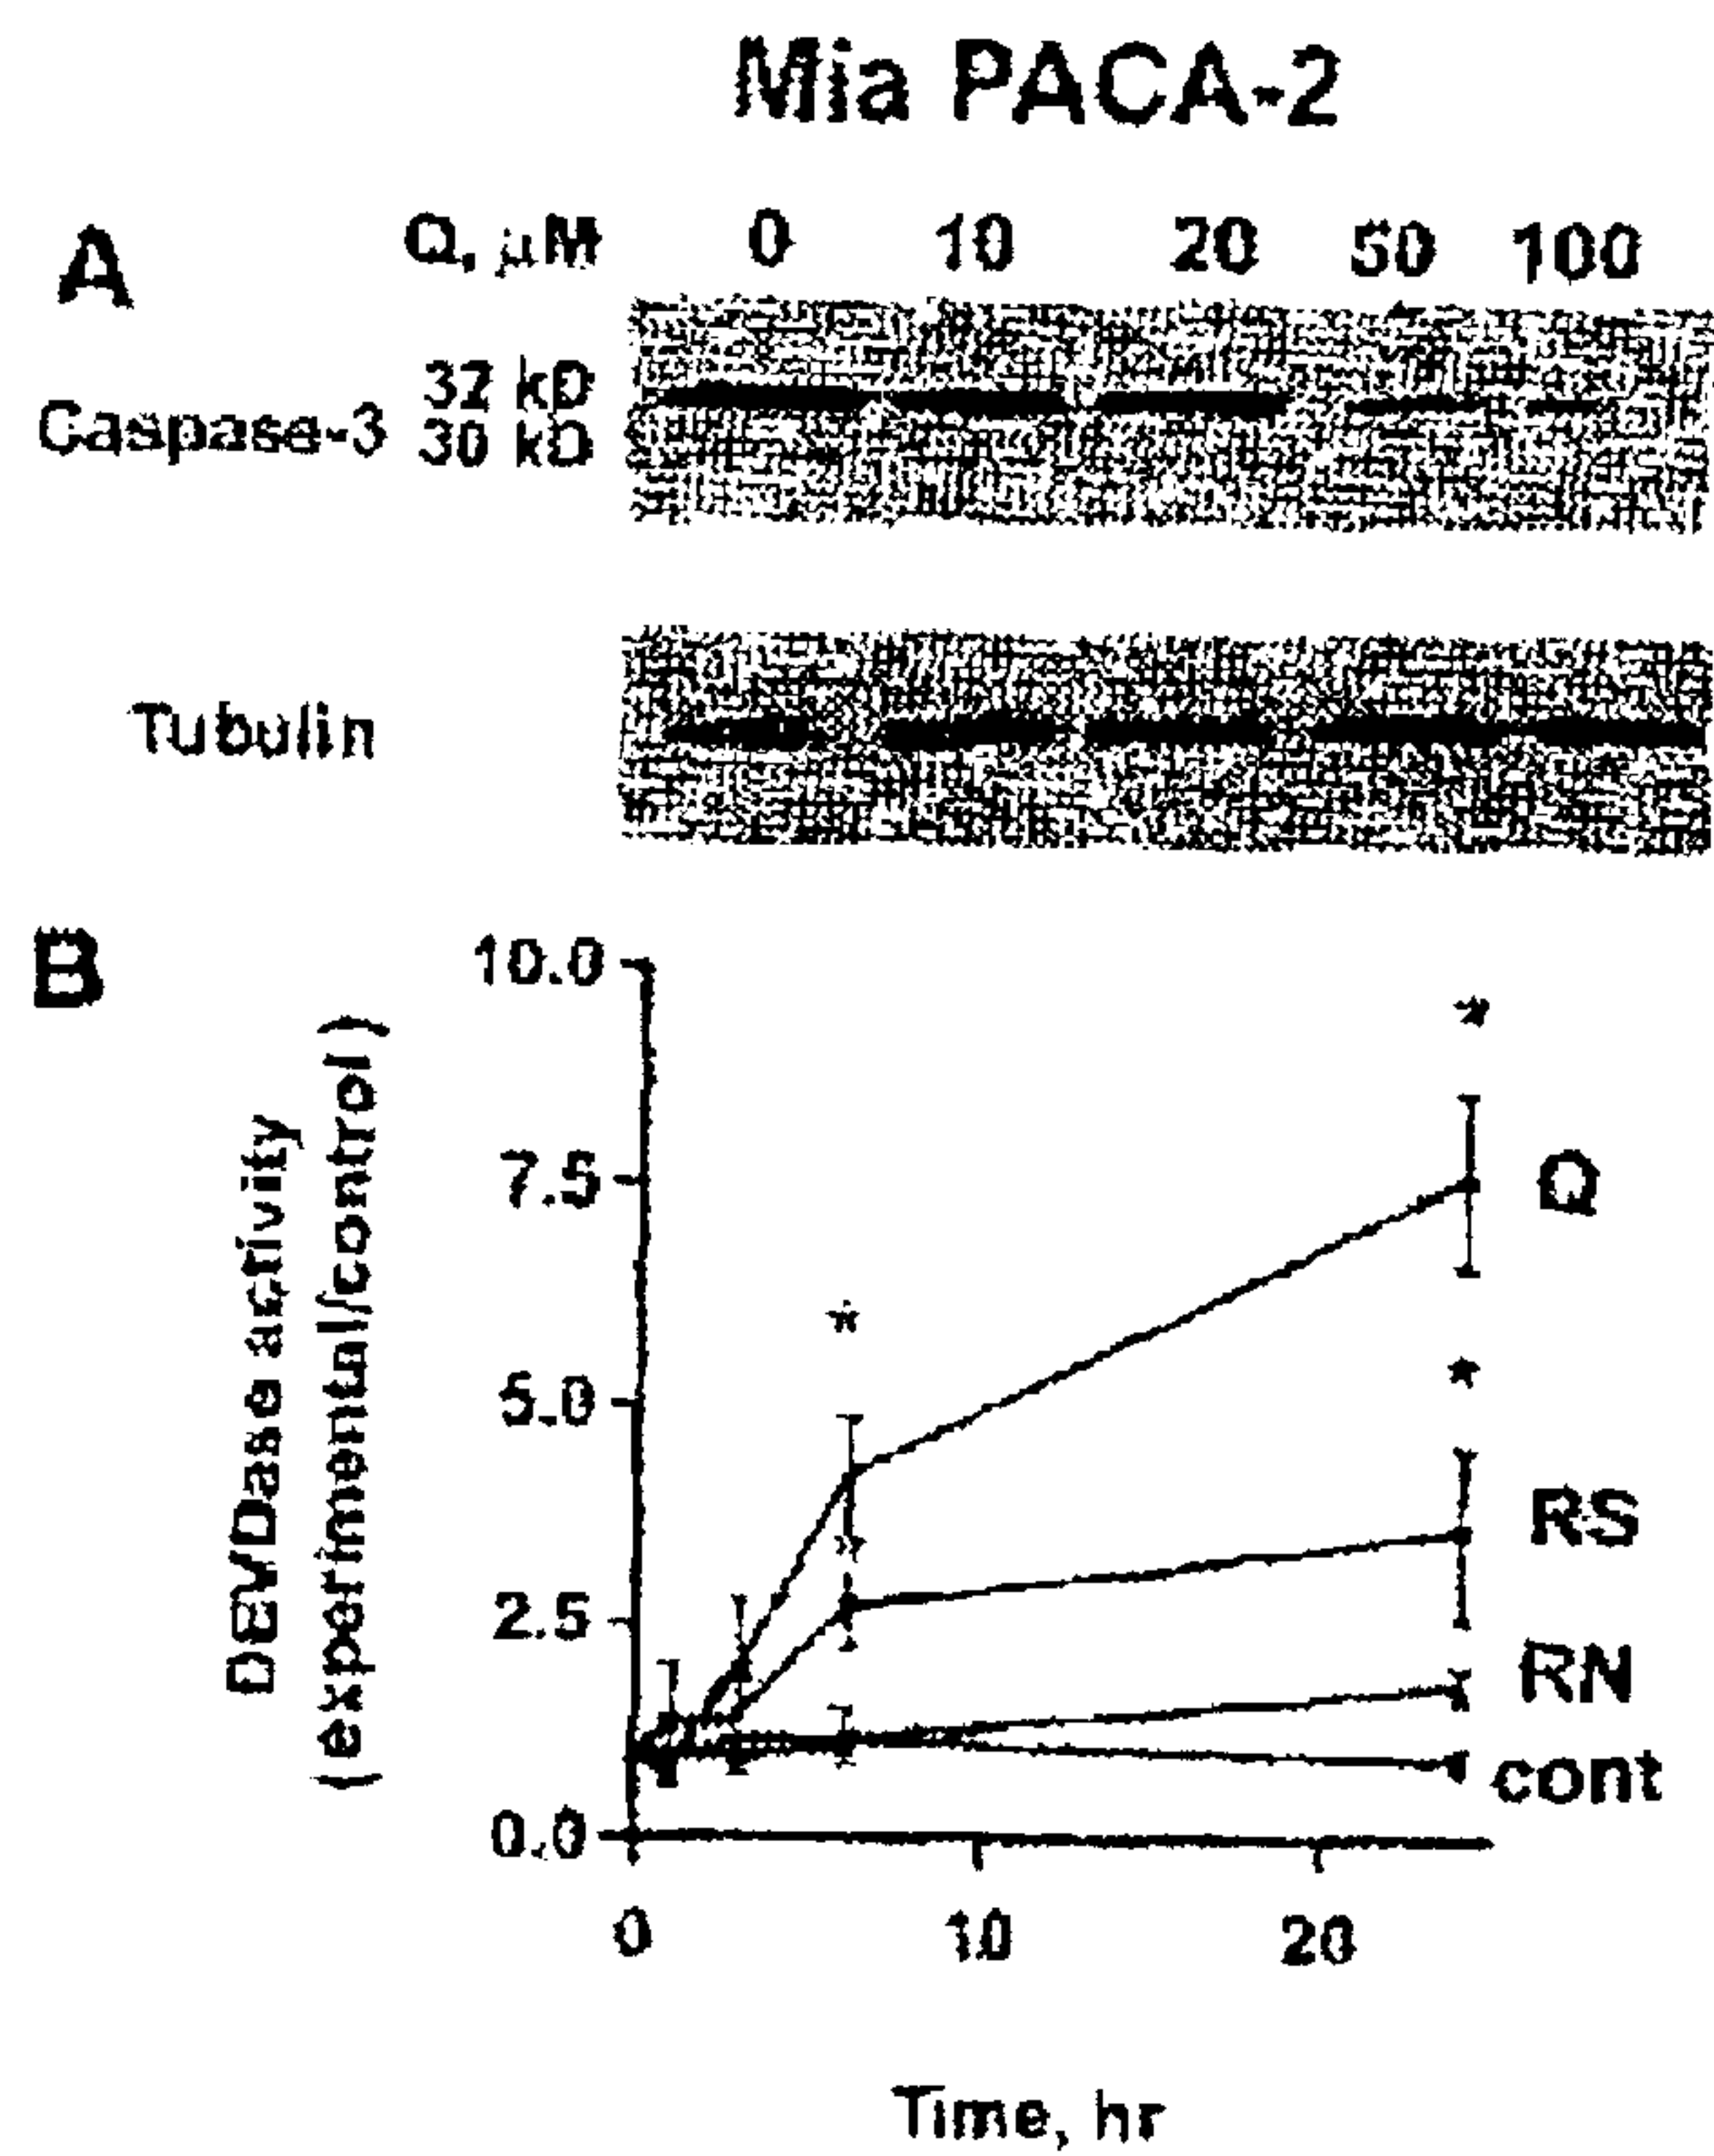 Mia PACA-2
A
Q, μM 0 10 20 50 100
Caspase-3
32 kD
30 kD
Tubulin
B
DEVDase activity
(experimental/control)
10.0
7.5
5.0
2.5
0.0
*
*
*
Q
RS
RN
cont
0 10 20
Time, hr